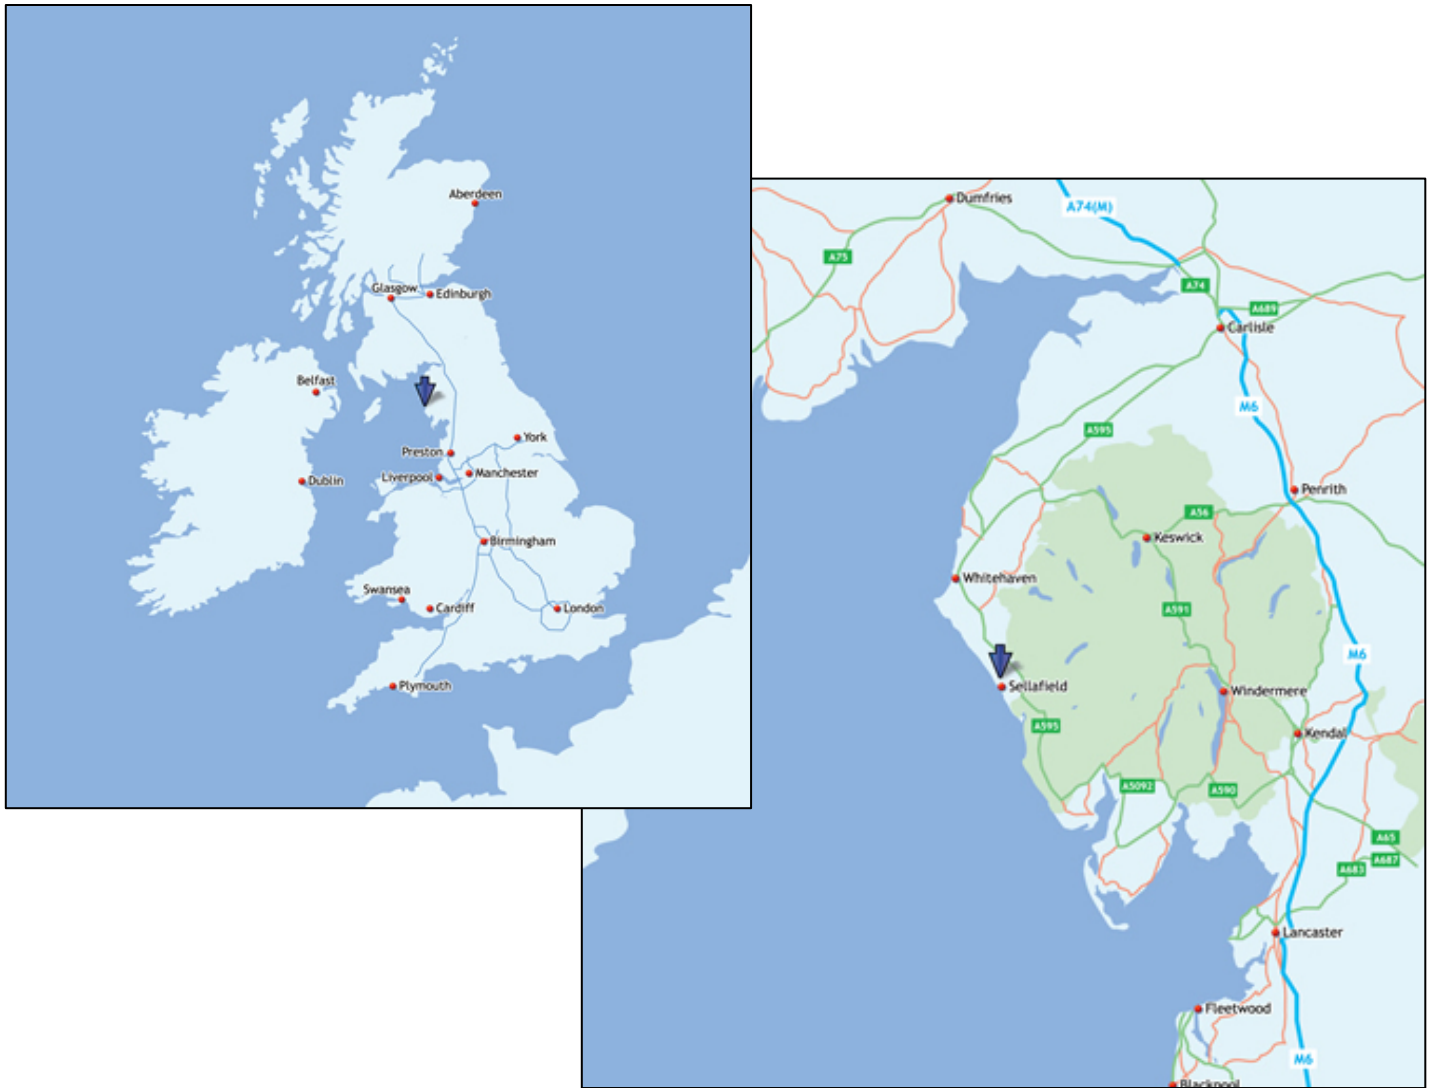 Aberdeen
Glasgow
Edinburgh
Belfast
York
Preston
Liverpool
Manchester
Dublin
Birmingham
Swansea
Cardiff
London
Plymouth
Dumfries
A74(M)
A75
A74
A689
Carlisle
M6
A595
Penrith
A56
Keswick
Whitehaven
A591
M6
Sellafield
Windermere
A595
Kendal
A5092
A590
A65
A687
A683
Lancaster
Fleetwood
M6
Blackpool